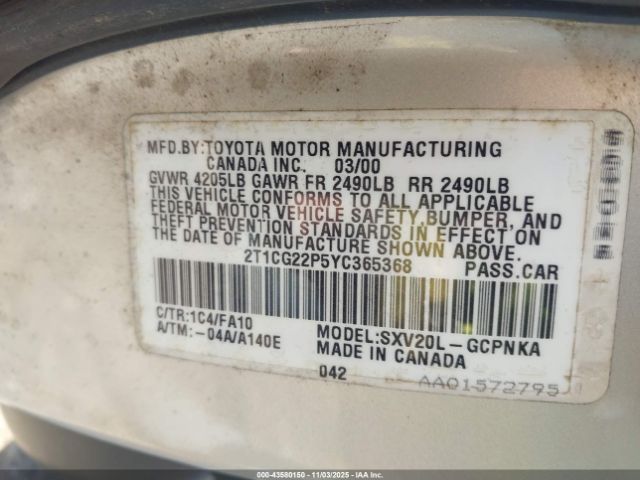 MFD.BY:TOYOTA MOTOR MANUFACTURING
CANADA INC. 03/00
GVWR 4205LB GAWR FR 2490LB RR 2490LB
THIS VEHICLE CONFORMS TO ALL APPLICABLE
FEDERAL MOTOR VEHICLE SAFETY,BUMPER, AND
THEFT PREVENTION STANDARDS IN EFFECT ON
THE DATE OF MANUFACTURE SHOWN ABOVE.
2T1CG22P5YC365368 PASS.CAR
C/TR:1C4/FA10
A/TM:-04A/A140E
MODEL:SXV20L-GCPNKA
MADE IN CANADA
042
AA01572795
000-43580150 - 11/03/2025 - © COPYRIGHT IAA, LLC